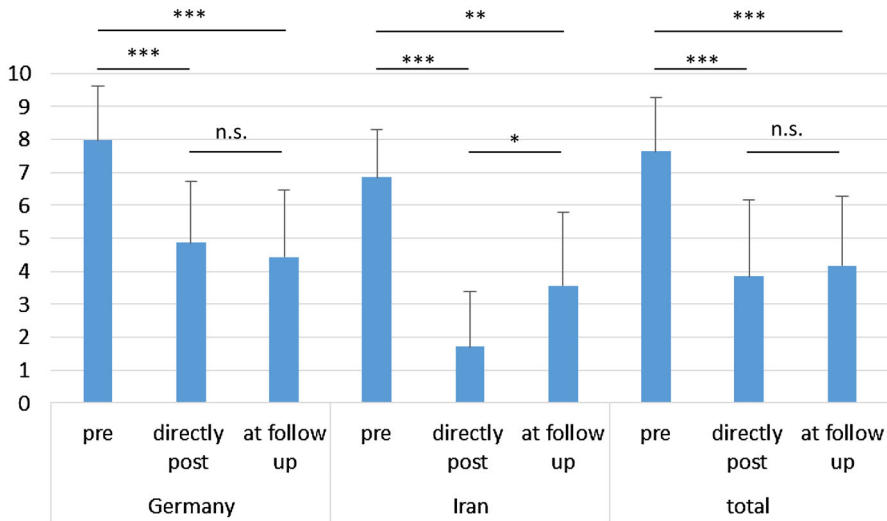 *** ** ***
*** *** ***
10
9
8
7
6
5
4
3
2
1
0
n.s. * n.s.
pre directly post at follow up pre directly post at follow up pre directly post at follow up
Germany Iran total